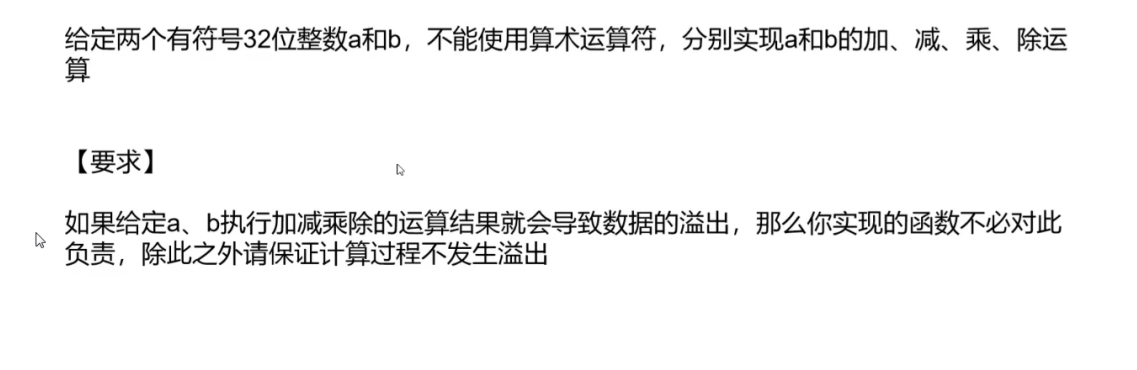 给定两个有符号32位整数a和b，不能使用算术运算符，分别实现a和b的加、减、乘、除运
算
【要求】
如果给定a、b执行加减乘除的运算结果就会导致数据的溢出，那么你实现的函数不必对此
负责，除此之外请保证计算过程不发生溢出